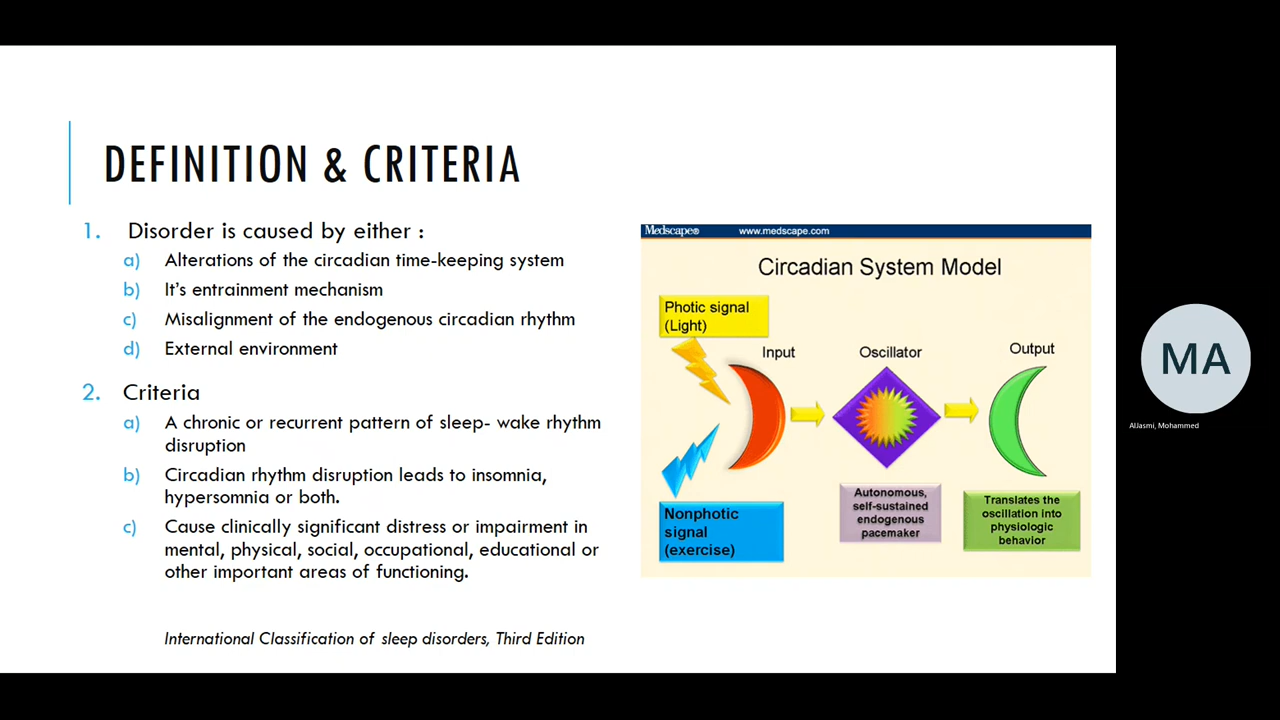 DEFINITION & CRITERIA
1. Disorder is caused by either :
a) Alterations of the circadian time-keeping system
b) It's entrainment mechanism
c) Misalignment of the endogenous circadian rhythm
d) External environment
2. Criteria
a) A chronic or recurrent pattern of sleep- wake rhythm
disruption
b) Circadian rhythm disruption leads to insomnia,
hypersomnia or both.
c) Cause clinically significant distress or impairment in
mental, physical, social, occupational, educational or
other important areas of functioning.
International Classification of sleep disorders, Third Edition
Medscape® www.medscape.com
Circadian System Model
Photic signal
(Light)
Input
Oscillator
Output
Nonphotic
signal
(exercise)
Autonomous,
self-sustained
endogenous
pacemaker
Translates the
oscillation into
physiologic
behavior
MA
AlJasmi, Mohammed